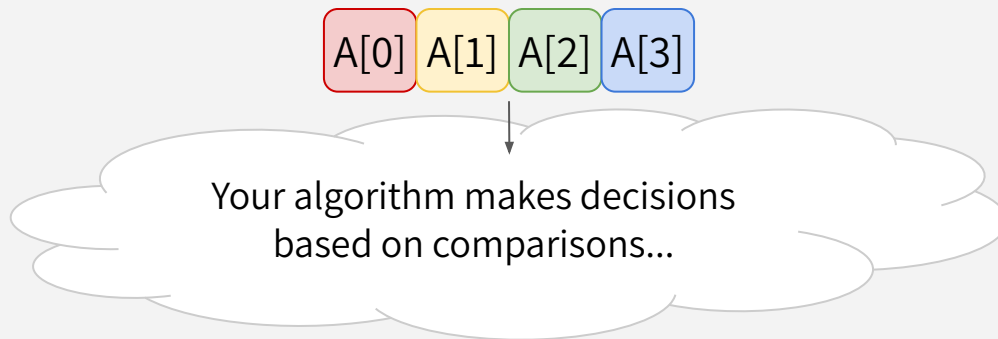 A[0] A[1] A[2] A[3]
Your algorithm makes decisions
based on comparisons...